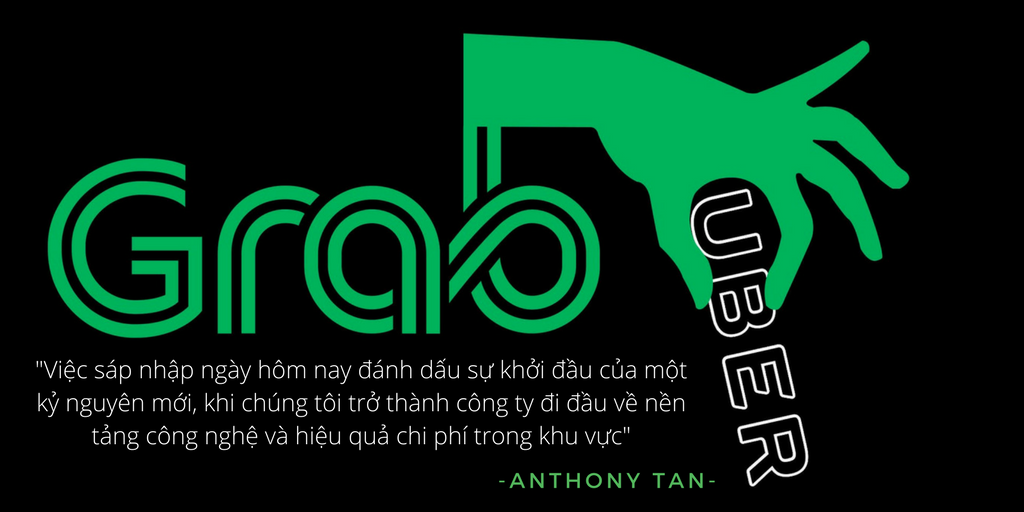 Grab
UBER
"Việc sáp nhập ngày hôm nay đánh dấu sự khởi đầu của một
kỷ nguyên mới, khi chúng tôi trở thành công ty đi đầu về nền
tảng công nghệ và hiệu quả chi phí trong khu vực"
-ANTHONY TAN-